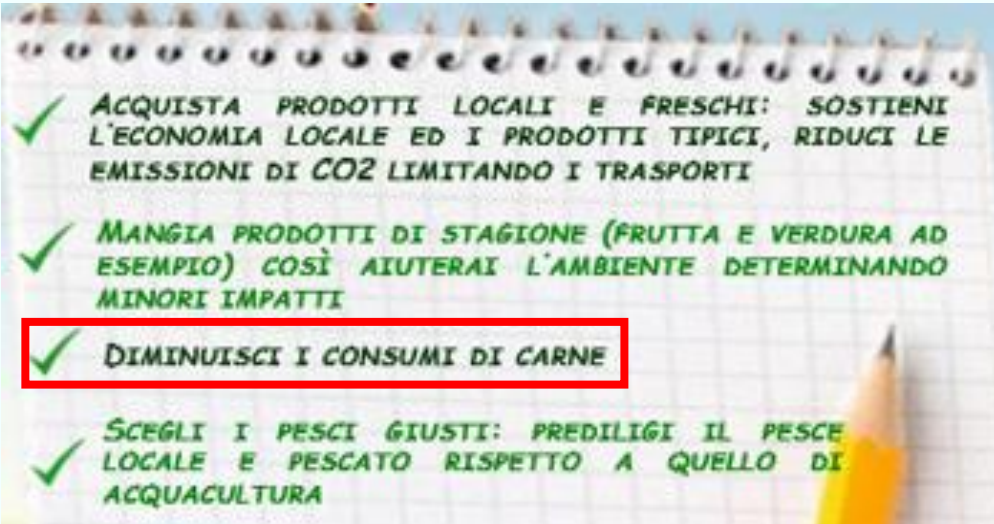 ACQUISTA PRODOTTI LOCALI E FRESCHI: SOSTIENI
L'ECONOMIA LOCALE ED I PRODOTTI TIPICI, RIDUCI LE
EMISSIONI DI CO2 LIMITANDO I TRASPORTI
MANGIA PRODOTTI DI STAGIONE (FRUTTA E VERDURA AD
ESEMPIO) COSÌ AIUTERAI L'AMBIENTE DETERMINANDO
MINORI IMPATTI
DIMINUISCI I CONSUMI DI CARNE
SCEGLI I PESCI GIUSTI: PREDILIGI IL PESCE
LOCALE E PESCATO RISPETTO A QUELLO DI
ACQUACULTURA